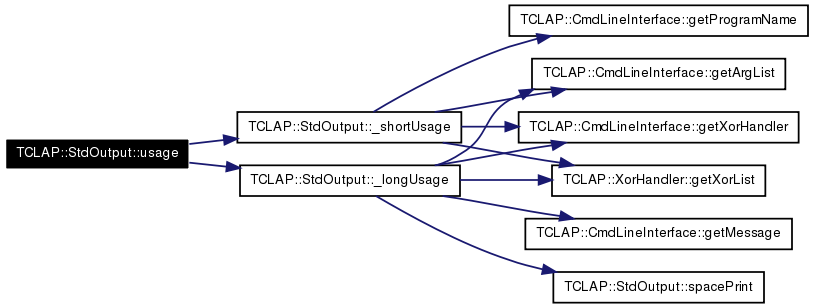 TCLAP::CmdLineInterface::getProgramName
TCLAP::CmdLineInterface::getArgList
TCLAP::StdOutput::_shortUsage
TCLAP::CmdLineInterface::getXorHandler
TCLAP::StdOutput::usage
TCLAP::StdOutput::_longUsage
TCLAP::XorHandler::getXorList
TCLAP::CmdLineInterface::getMessage
TCLAP::StdOutput::spacePrint